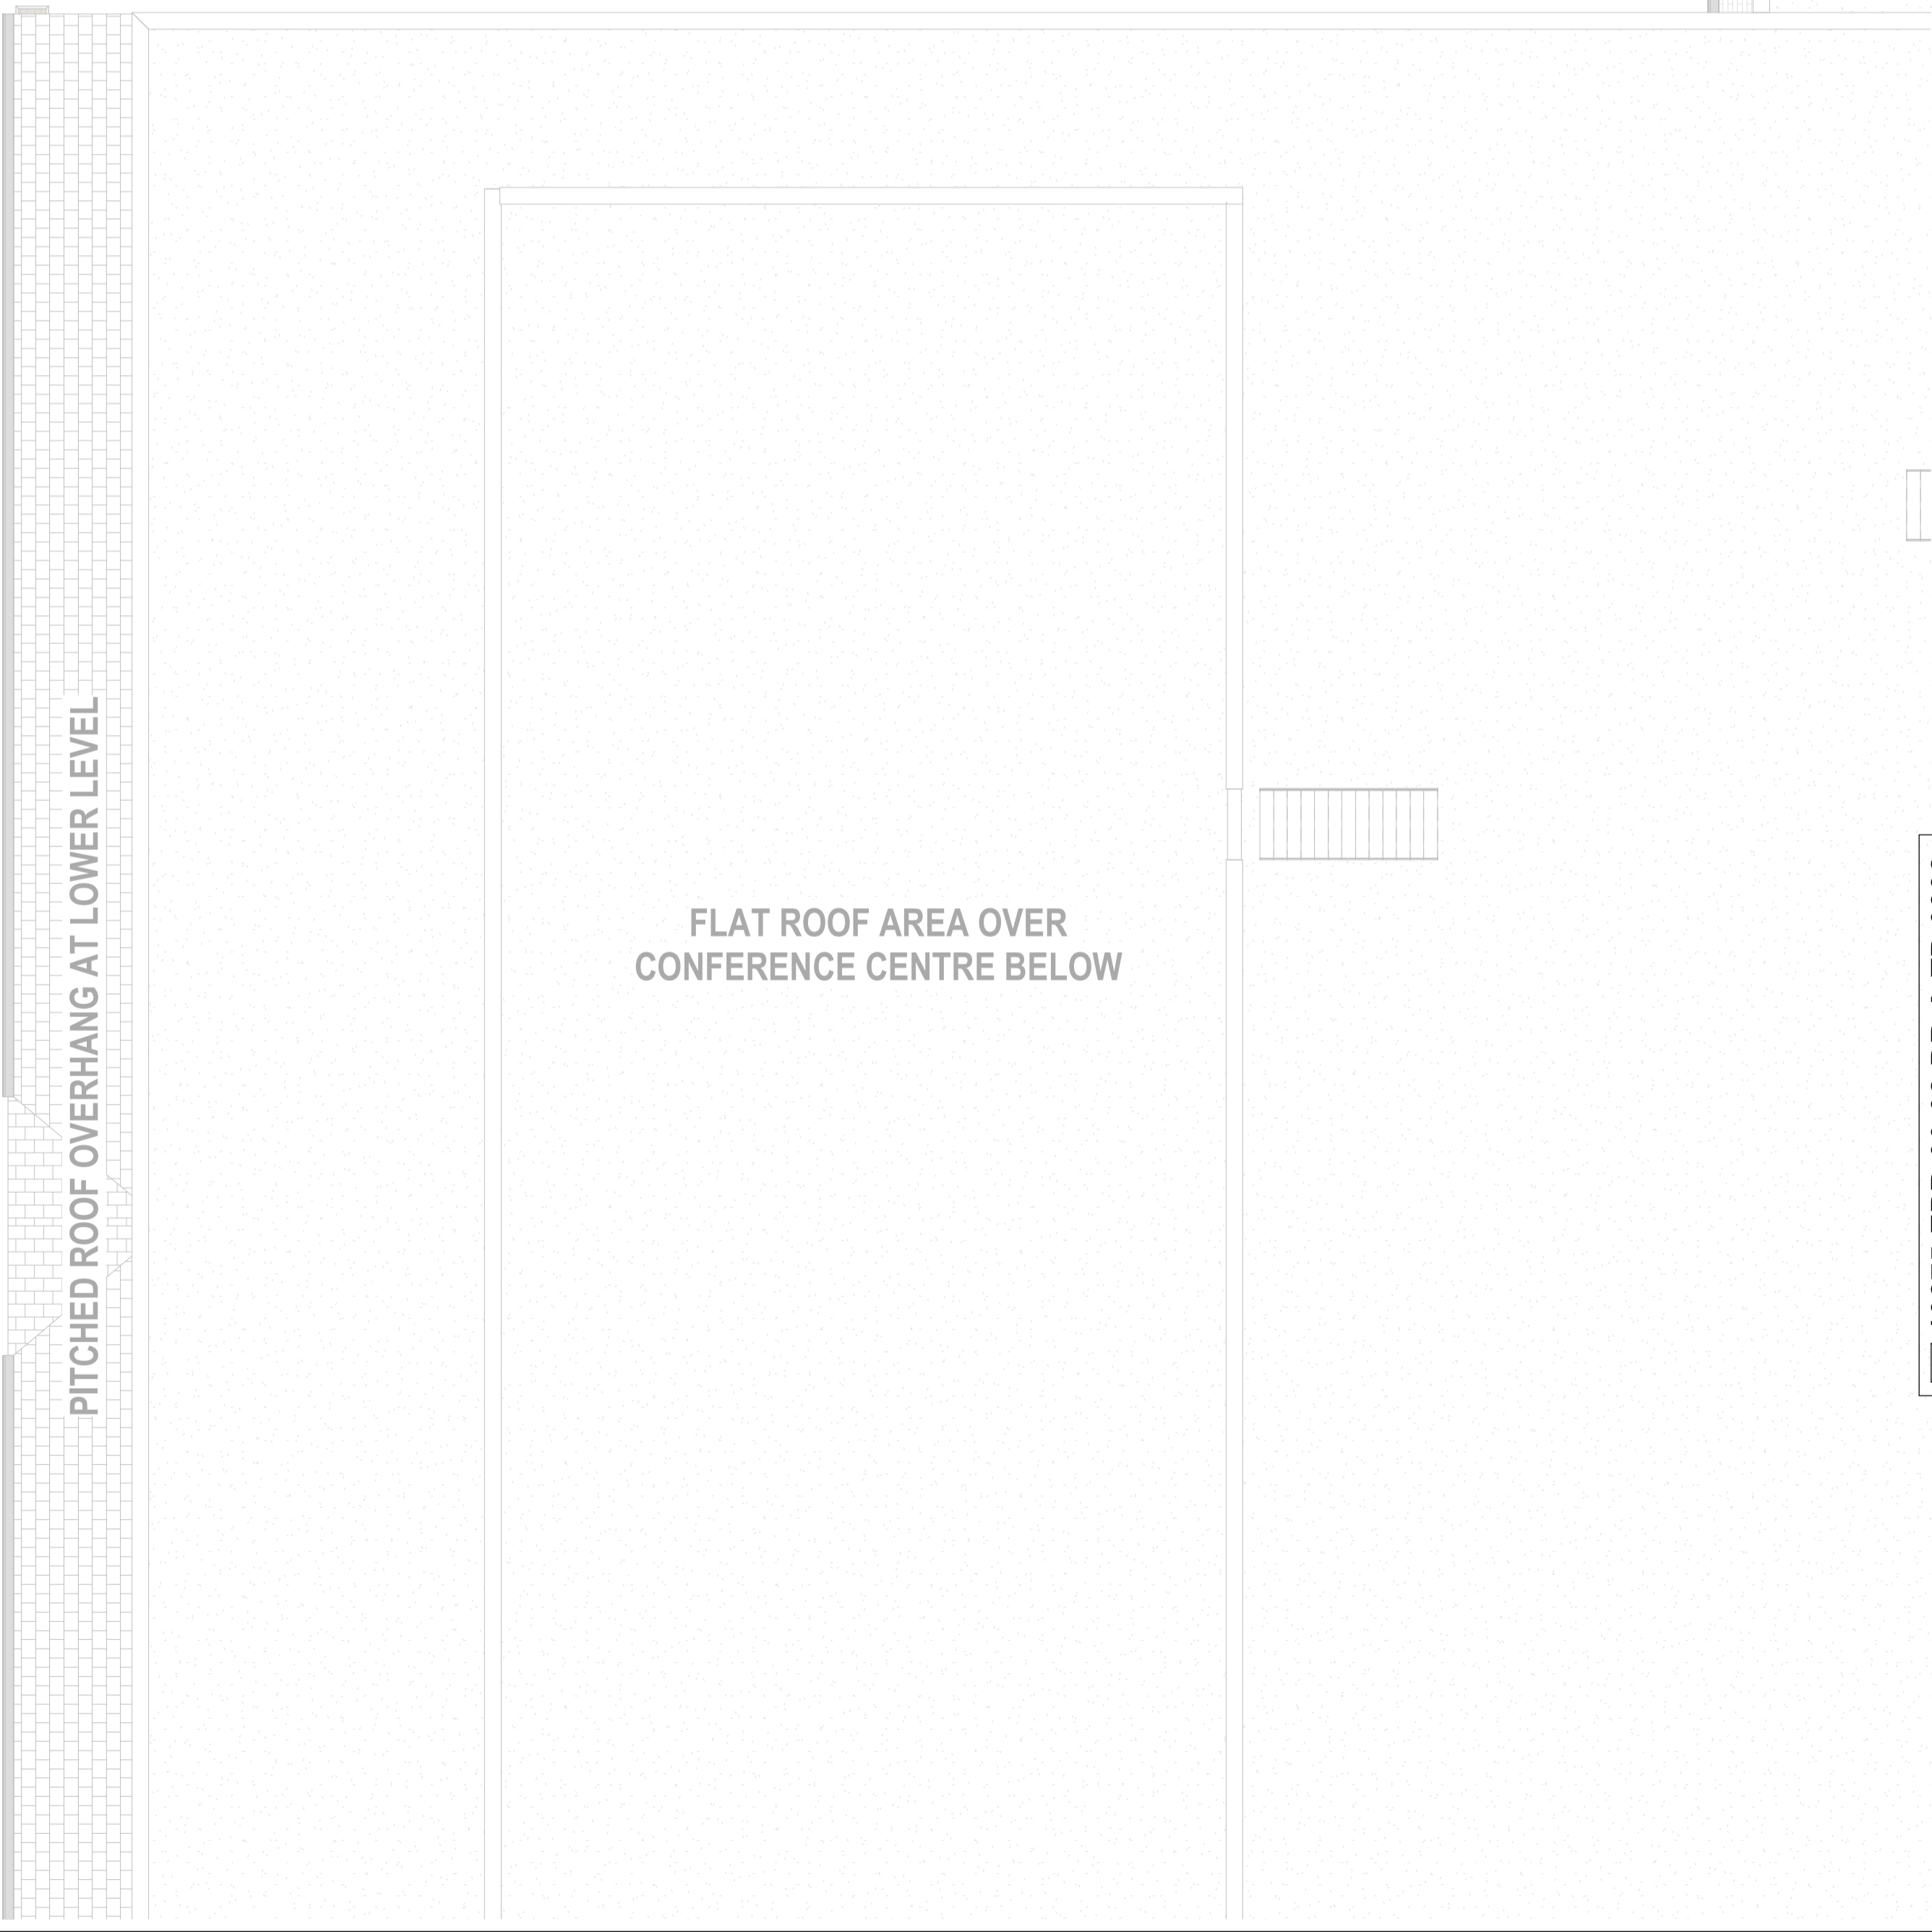 PITCHED ROOF OVERHANG AT LOWER LEVEL
FLAT ROOF AREA OVER
CONFERENCE CENTRE BELOW